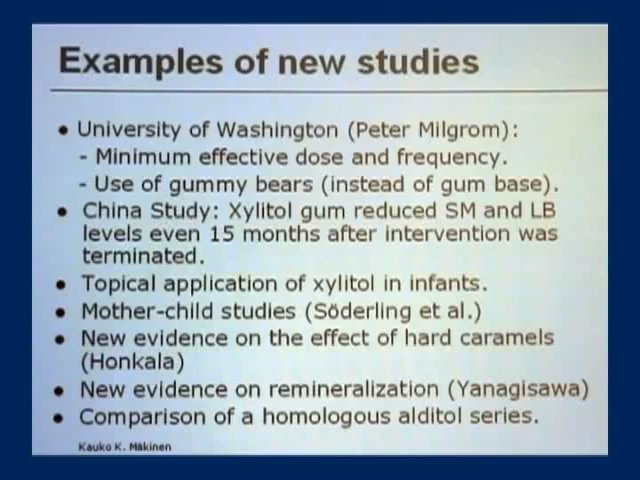 Examples of new studies
● University of Washington (Peter Milgrom):
- Minimum effective dose and frequency.
- Use of gummy bears (instead of gum base).
● China Study: Xylitol gum reduced SM and LB
levels even 15 months after intervention was
terminated.
● Topical application of xylitol in infants.
● Mother-child studies (Söderling et al.)
● New evidence on the effect of hard caramels
(Honkala)
● New evidence on remineralization (Yanagisawa)
● Comparison of a homologous alditol series.
Kauko K. Mäkinen